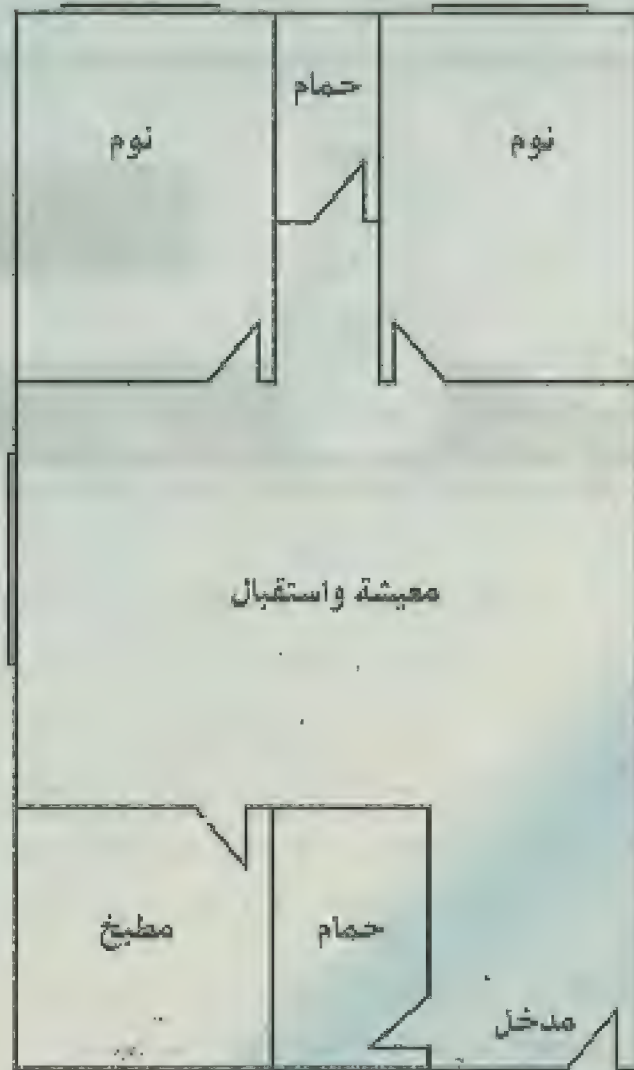 حمام
نوم
نوم
معيشة واستقبال
مطبخ
حمام
مدخل